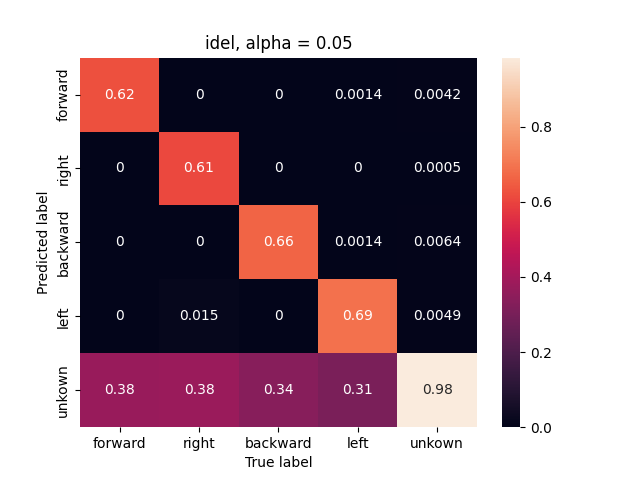 idel, alpha = 0.05
forward 0.62 0 0 0.0014 0.0042
right 0 0.61 0 0 0.0005
backward 0 0 0.66 0.0014 0.0064
left 0 0.015 0 0.69 0.0049
unkown 0.38 0.38 0.34 0.31 0.98
forward right backward left unkown
Predicted label
True label
0.8
0.6
0.4
0.2
0.0